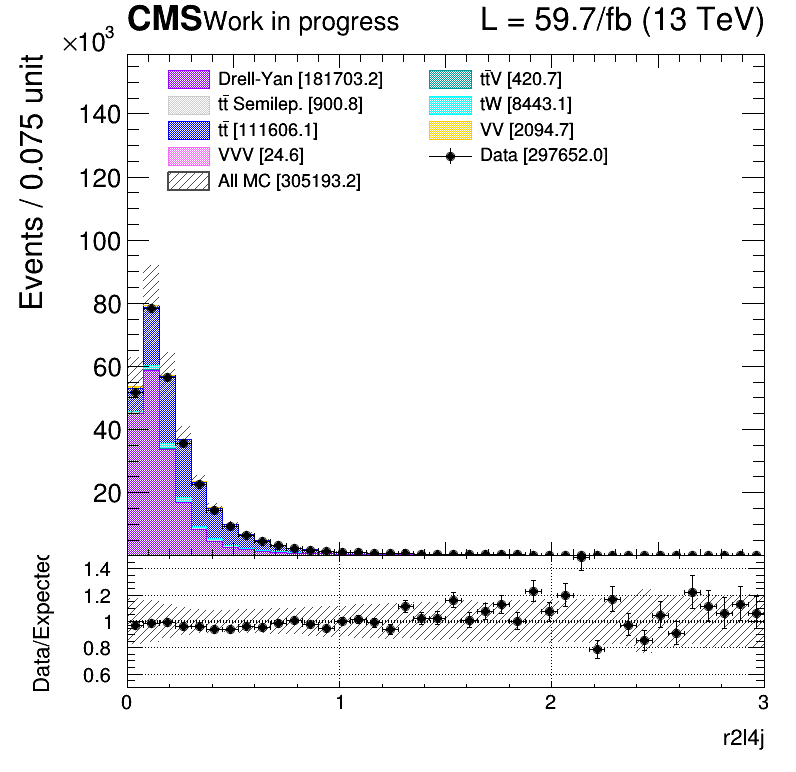 CMS Work in progress L = 59.7/fb (13 TeV)
×10³
Drell-Yan [181703.2]
tt̄ Semilep. [900.8]
tt̄ [111606.1]
VVV [24.6]
All MC [305193.2]
tt̄V [420.7]
tW [8443.1]
VV [2094.7]
Data [297652.0]
Events / 0.075 unit
140
120
100
80
60
40
20
Data/Expected
1.4
1.2
1
0.8
0.6
0 1 2 3
r2l4j